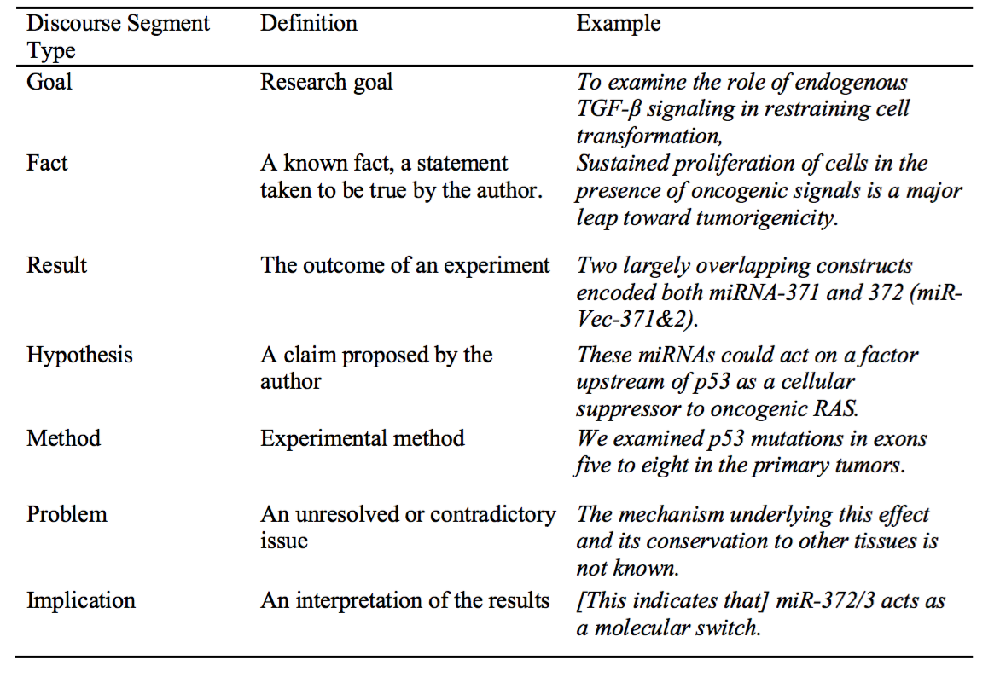 Discourse Segment Type Definition Example
Goal Research goal To examine the role of endogenous
TGF-β signaling in restraining cell
transformation,
Fact A known fact, a statement Sustained proliferation of cells in the
taken to be true by the author. presence of oncogenic signals is a major
leap toward tumorigenicity.
Result The outcome of an experiment Two largely overlapping constructs
encoded both miRNA-371 and 372 (miR-
Vec-371&2).
Hypothesis A claim proposed by the These miRNAs could act on a factor
author upstream of p53 as a cellular
suppressor to oncogenic RAS.
Method Experimental method We examined p53 mutations in exons
five to eight in the primary tumors.
Problem An unresolved or contradictory The mechanism underlying this effect
issue and its conservation to other tissues is
not known.
Implication An interpretation of the results [This indicates that] miR-372/3 acts as
a molecular switch.